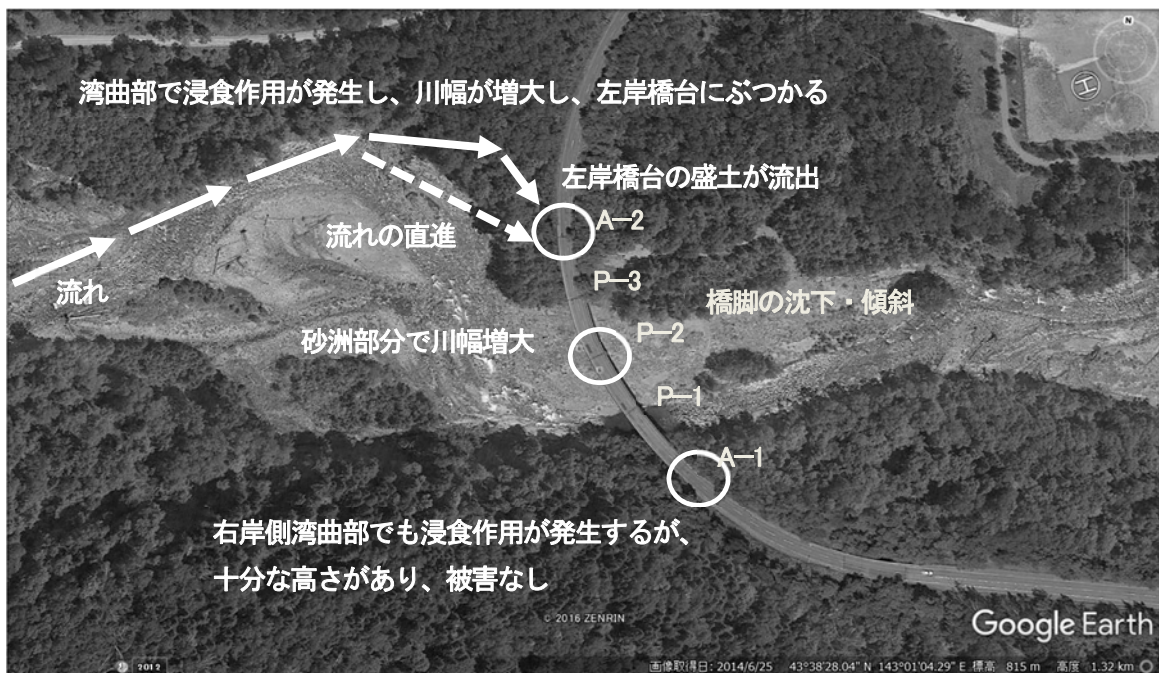 N
湾曲部で浸食作用が発生し、川幅が増大し、左岸橋台にぶつかる
左岸橋台の盛土が流出
A-2
流れの直進
P-3
流れ
橋脚の沈下・傾斜
P-2
砂洲部分で川幅増大
P-1
A-1
右岸側湾曲部でも浸食作用が発生するが、
十分な高さがあり、被害なし
© 2016 ZENRIN
Google Earth
2012
画像取得日: 2014/6/25 43°38'28.04" N 143°01'04.29" E 標高 815 m 高度 1.32 km